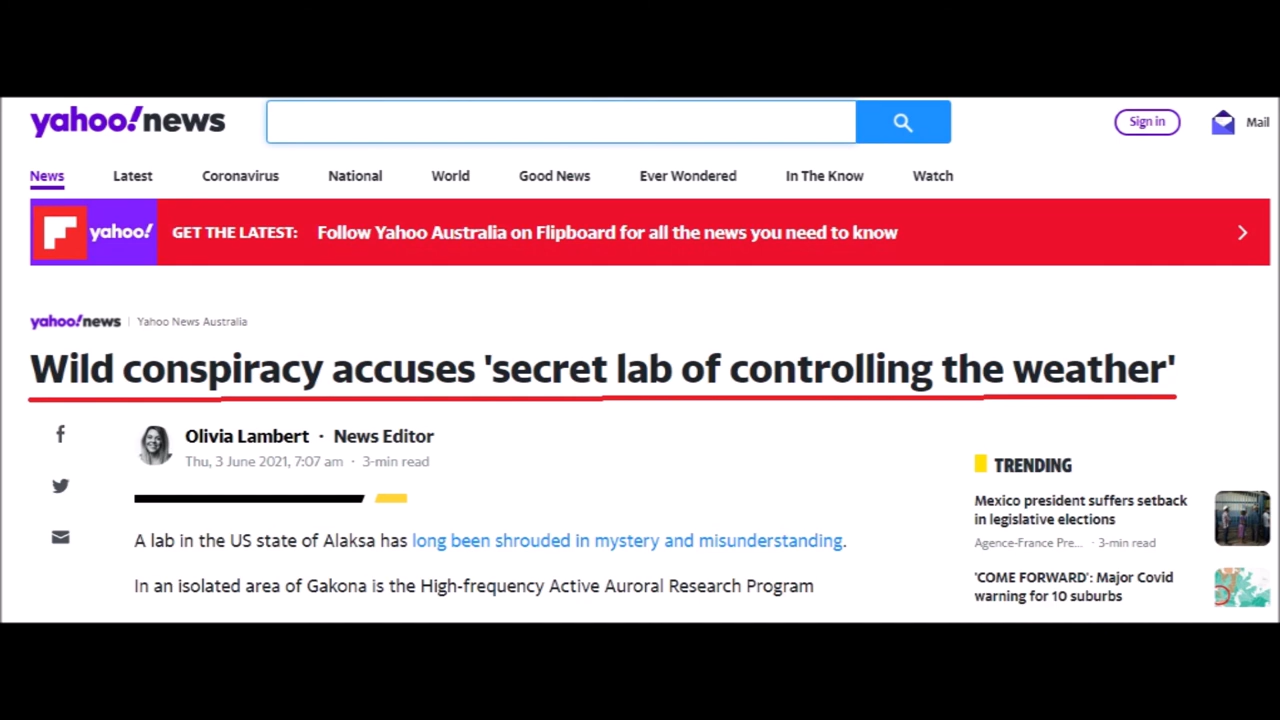 yahoo!news
Sign in
Mail
News
Latest
Coronavirus
National
World
Good News
Ever Wondered
In The Know
Watch
yahoo!
GET THE LATEST: Follow Yahoo Australia on Flipboard for all the news you need to know
yahoo!news
Yahoo News Australia
Wild conspiracy accuses 'secret lab of controlling the weather'
Olivia Lambert · News Editor
Thu, 3 June 2021, 7:07 am · 3-min read
A lab in the US state of Alaksa has long been shrouded in mystery and misunderstanding.
In an isolated area of Gakona is the High-frequency Active Auroral Research Program
TRENDING
Mexico president suffers setback
in legislative elections
Agence-France Pre... · 3-min read
'COME FORWARD': Major Covid
warning for 10 suburbs